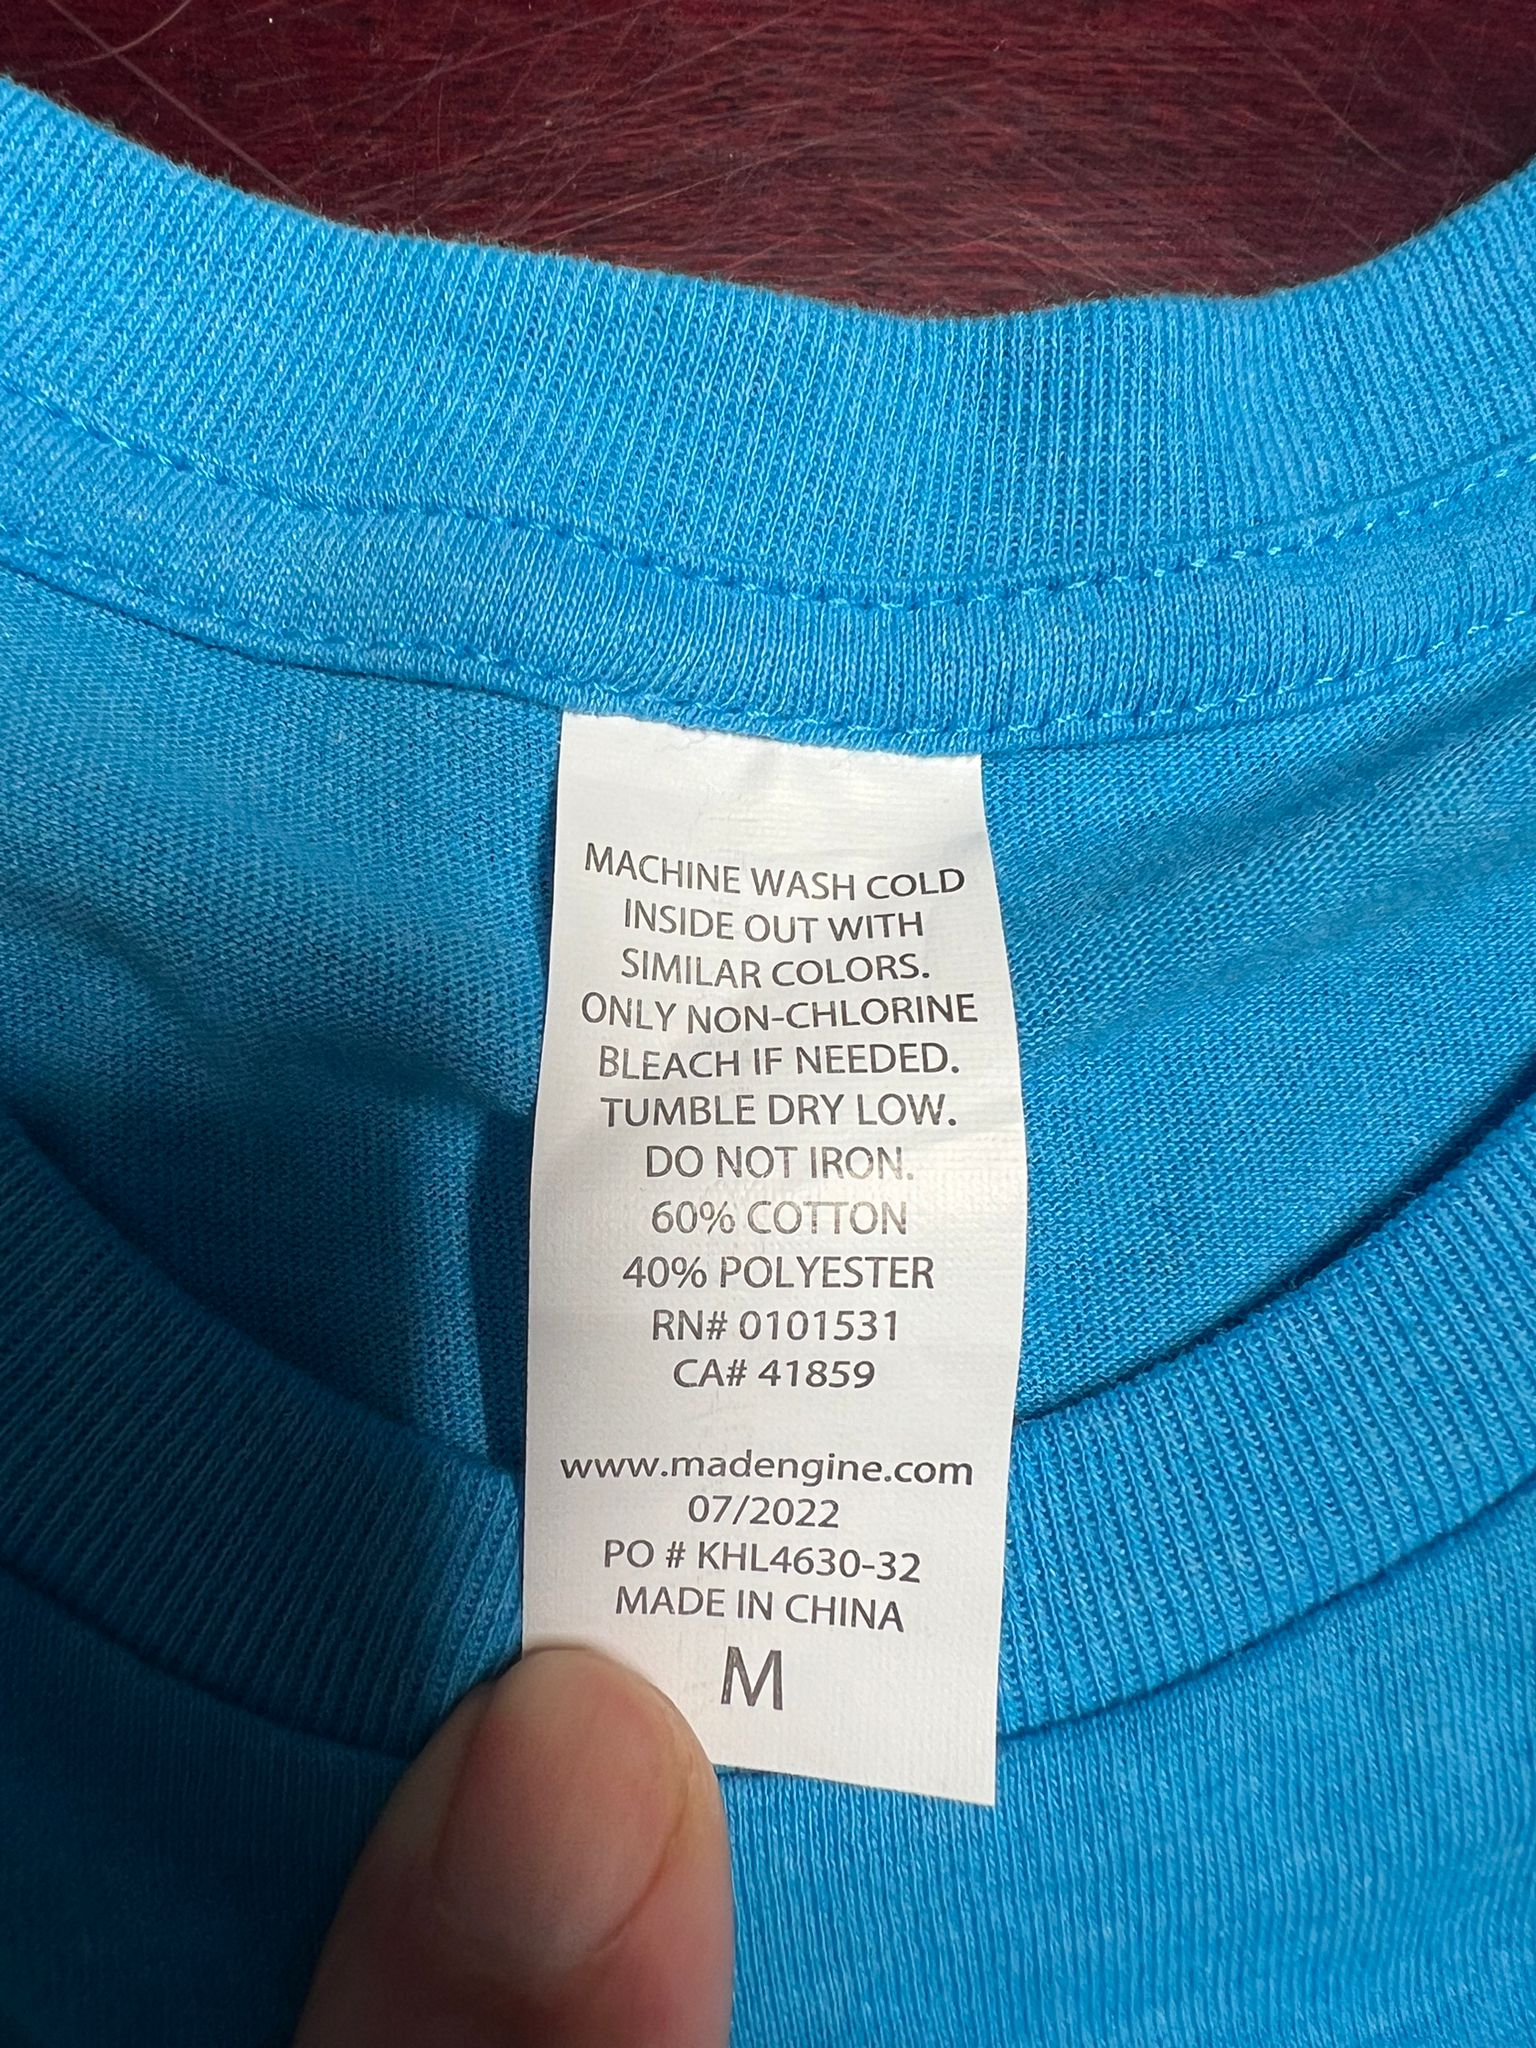 MACHINE WASH COLD
INSIDE OUT WITH
SIMILAR COLORS.
ONLY NON-CHLORINE
BLEACH IF NEEDED.
TUMBLE DRY LOW.
DO NOT IRON.
60% COTTON
40% POLYESTER
RN# 0101531
CA# 41859
www.madengine.com
07/2022
PO # KHL4630-32
MADE IN CHINA
M